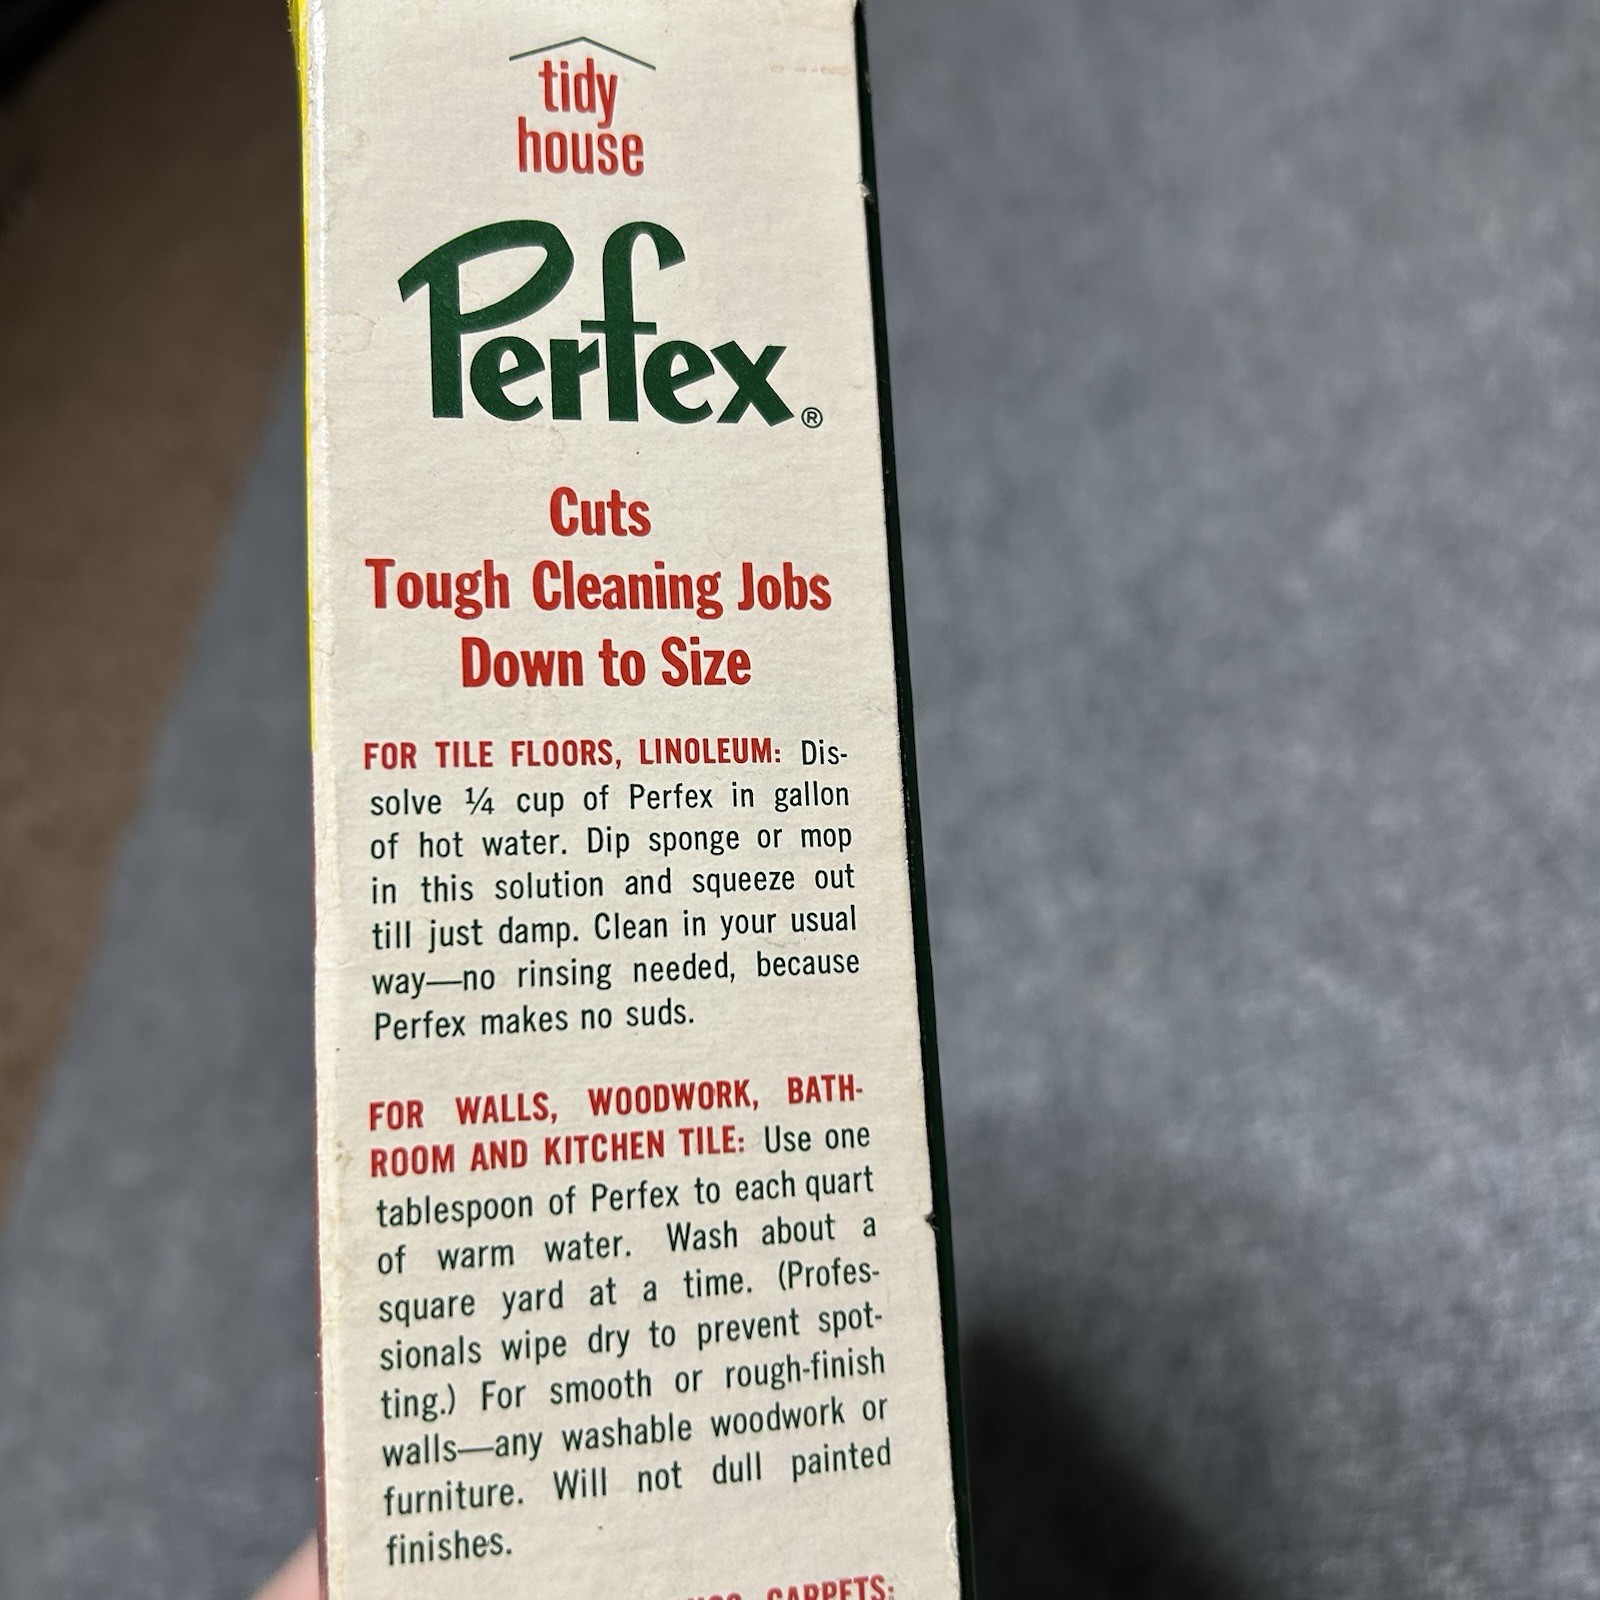 tidy
house
Perfex®
Cuts
Tough Cleaning Jobs
Down to Size
FOR TILE FLOORS, LINOLEUM: Dis-
solve ¼ cup of Perfex in gallon
of hot water. Dip sponge or mop
in this solution and squeeze out
till just damp. Clean in your usual
way—no rinsing needed, because
Perfex makes no suds.
FOR WALLS, WOODWORK, BATH-
ROOM AND KITCHEN TILE: Use one
tablespoon of Perfex to each quart
of warm water. Wash about a
square yard at a time. (Profes-
sionals wipe dry to prevent spot-
ting.) For smooth or rough-finish
walls—any washable woodwork or
furniture. Will not dull painted
finishes.
CARPETS: